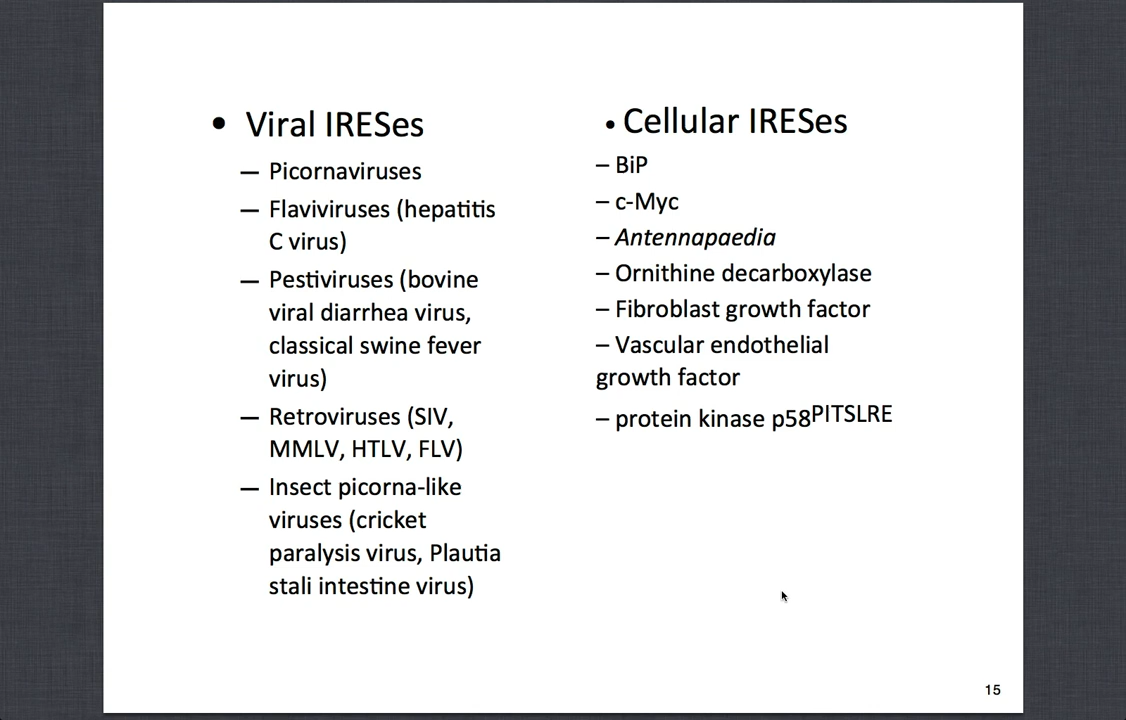 • Viral IRESes
— Picornaviruses
— Flaviviruses (hepatitis
C virus)
— Pestiviruses (bovine
viral diarrhea virus,
classical swine fever
virus)
— Retroviruses (SIV,
MMLV, HTLV, FLV)
— Insect picorna-like
viruses (cricket
paralysis virus, Plautia
stali intestine virus)
• Cellular IRESes
– BiP
– c-Myc
– Antennapaedia
– Ornithine decarboxylase
– Fibroblast growth factor
– Vascular endothelial
growth factor
– protein kinase p58PITSLRE
15